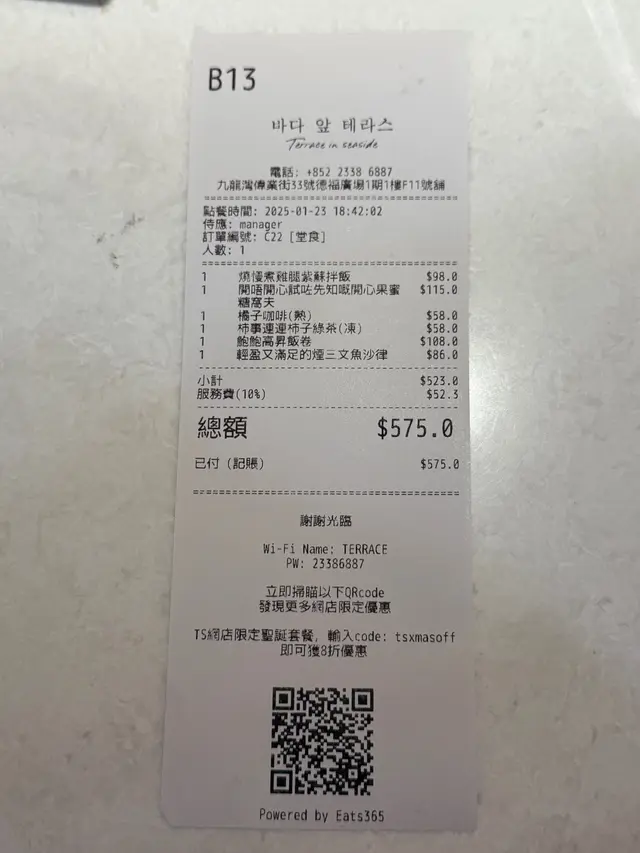 B13
바다 앞 테라스
Terrace in seaside
電話: +852 2338 6887
九龍灣偉業街33號德福廣場1期1樓F11號舖
點餐時間: 2025-01-23 18:42:02
侍應: manager
訂單編號: C22 [堂食]
人數: 1
1 燒慢煮雞腿紫蘇拌飯 $98.0
1 開唔開心試咗先知嘅開心果蜜 $115.0
糖窩夫
1 橘子咖啡(熱) $58.0
1 柿事連連柿子綠茶(凍) $58.0
1 鮑鮑高昇飯卷 $108.0
1 輕盈又滿足的煙三文魚沙律 $86.0
小計 $523.0
服務費(10%) $52.3
總額 $575.0
已付 (記賬) $575.0
謝謝光臨
Wi-Fi Name: TERRACE
PW: 23386887
立即掃瞄以下QRcode
發現更多網店限定優惠
TS網店限定聖誕套餐, 輸入code: tsxmasoff
即可獲8折優惠
Powered by Eats365